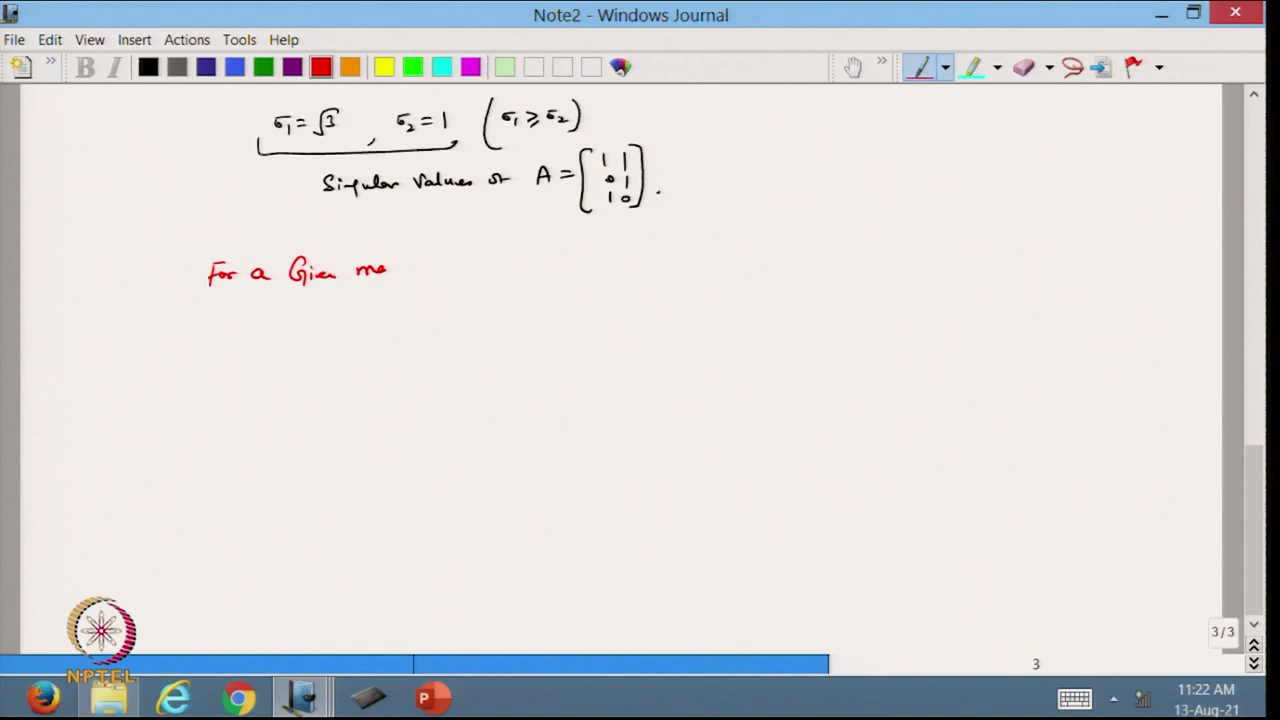 Note2 - Windows Journal
File Edit View Insert Actions Tools Help
B I
σ1 = √3 , σ2 = 1 (σ1 ≥ σ2)
Singular Values of A = [1 1
0 1
1 0] .
For a Given ma
NPTEL
3/3
3
11:22 AM
13-Aug-21